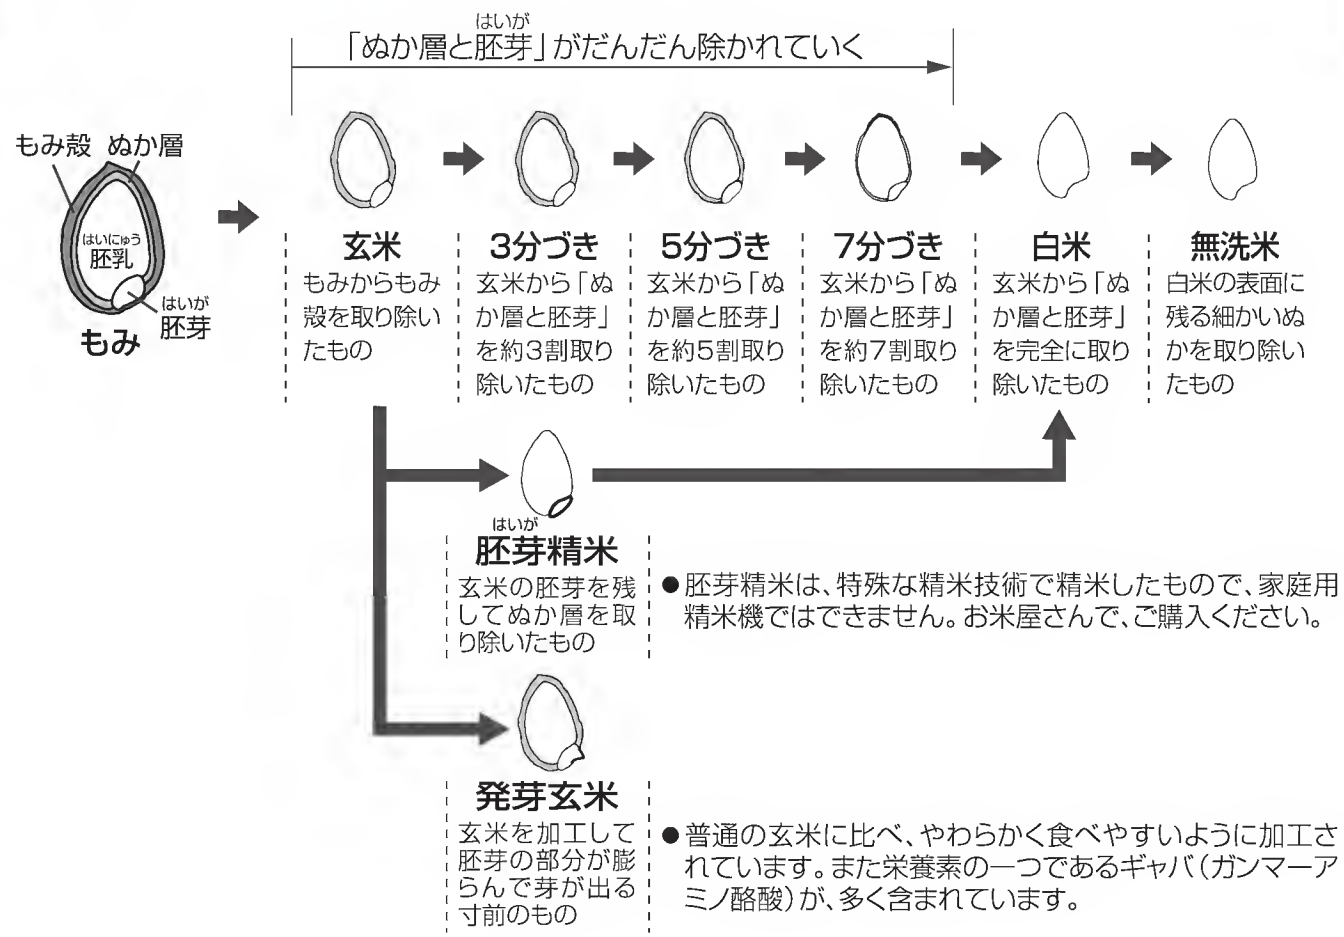 はいが
「ぬか層と胚芽」がだんだん除かれていく
もみ殻 ぬか層
はいにゅう
胚乳
はいが
胚芽
もみ
玄米
もみからもみ
殻を取り除い
たもの
3分づき
玄米から「ぬ
か層と胚芽」
を約3割取り
除いたもの
5分づき
玄米から「ぬ
か層と胚芽」
を約5割取り
除いたもの
7分づき
玄米から「ぬ
か層と胚芽」
を約7割取り
除いたもの
白米
玄米から「ぬ
か層と胚芽」
を完全に取り
除いたもの
無洗米
白米の表面に
残る細かいぬ
かを取り除い
たもの
はいが
胚芽精米
玄米の胚芽を残
してぬか層を取
り除いたもの
●胚芽精米は、特殊な精米技術で精米したもので、家庭用
精米機ではできません。お米屋さんで、ご購入ください。
発芽玄米
玄米を加工して
胚芽の部分が膨
らんで芽が出る
寸前のもの
●普通の玄米に比べ、やわらかく食べやすいように加工さ
れています。また栄養素の一つであるギャバ(ガンマーア
ミノ酪酸)が、多く含まれています。